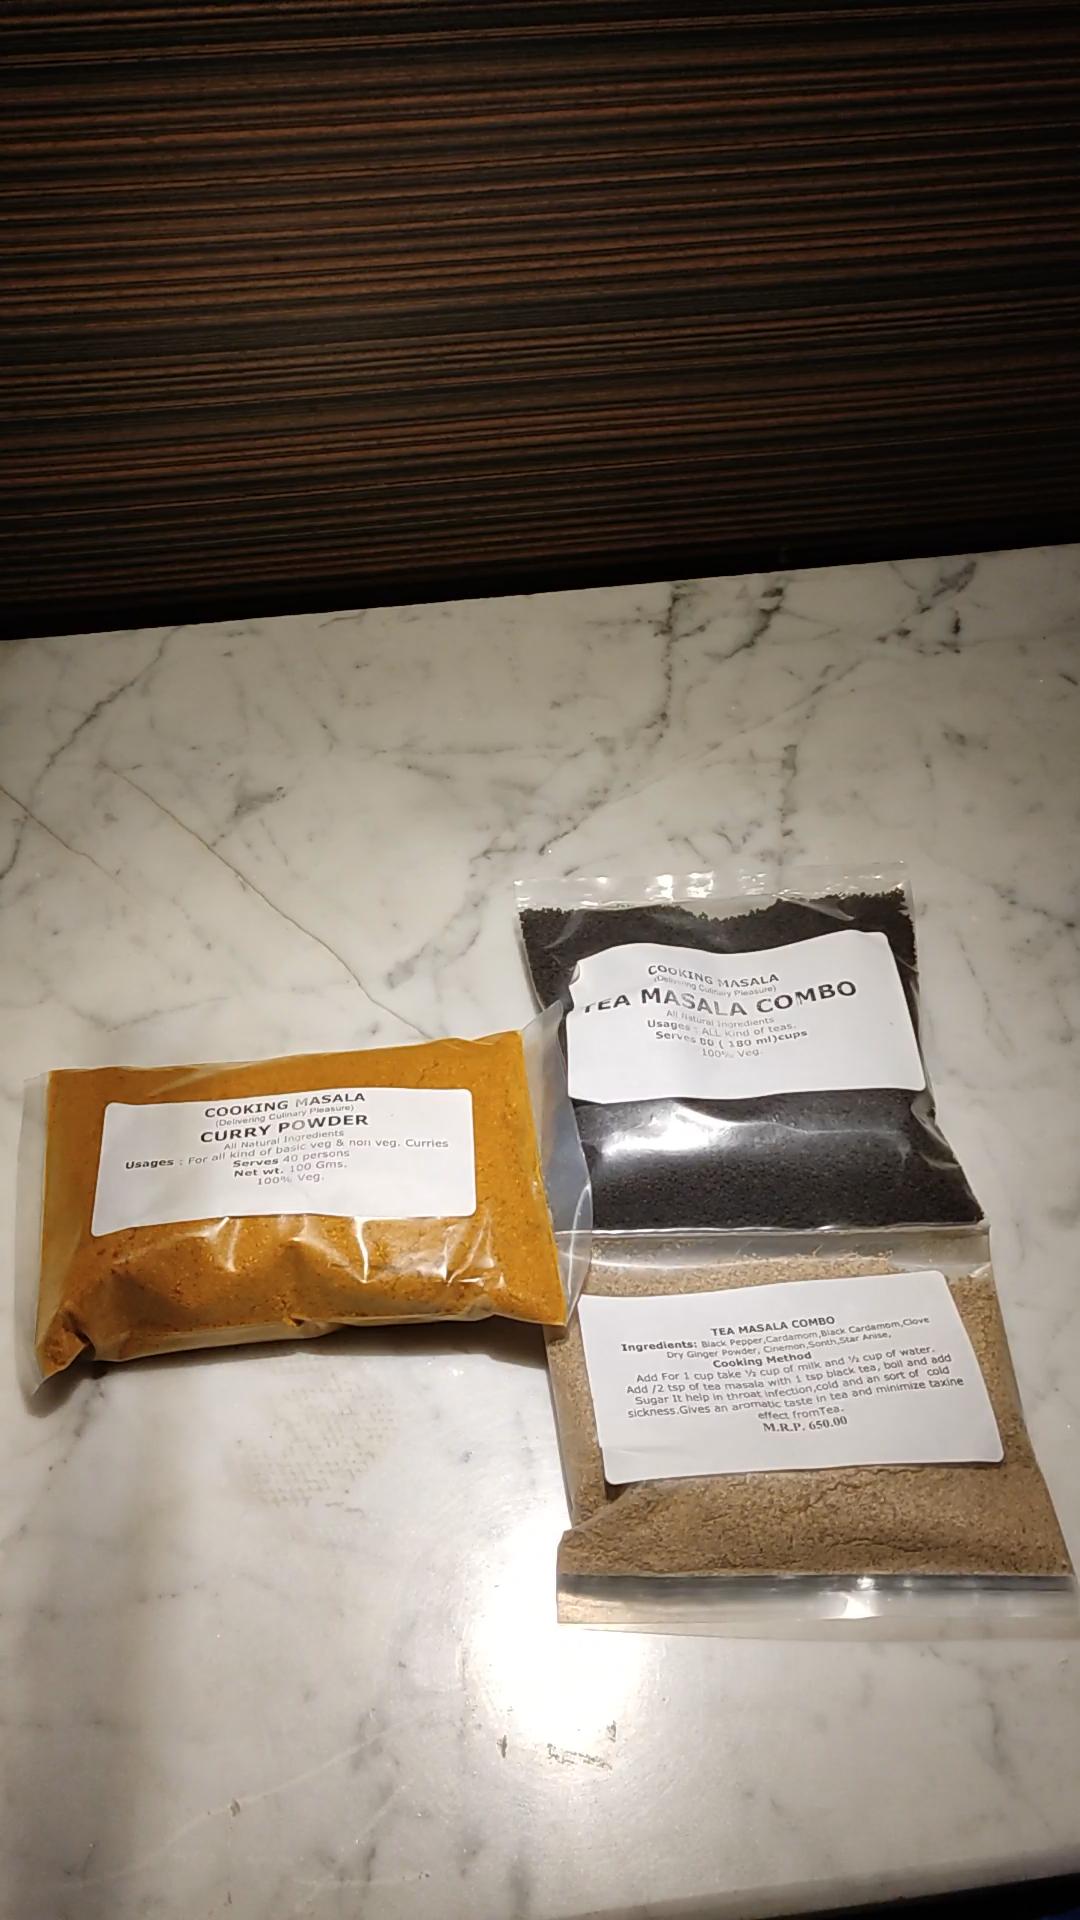 COOKING MASALA
(Delivering Culinary Pleasure)
CURRY POWDER
All Natural Ingredients
Usages : For all kind of basic veg & non veg. Curries
Serves 40 persons
Net wt. 100 Gms.
100% Veg.
COOKING MASALA
(Delivering Culinary Pleasure)
TEA MASALA COMBO
All Natural Ingredients
Usages : ALL Kind of teas.
Serves 80 ( 180 ml)cups
100% Veg.
TEA MASALA COMBO
Ingredients: Black Pepper,Cardamom,Black Cardamom,Clove
Dry Ginger Powder, Cinemon,Sonth,Star Anise,
Cooking Method
Add For 1 cup take ½ cup of milk and ½ cup of water.
Add /2 tsp of tea masala with 1 tsp black tea, boil and add
Sugar It help in throat infection,cold and an sort of cold
sickness.Gives an aromatic taste in tea and minimize taxine
effect fromTea.
M.R.P. 650.00